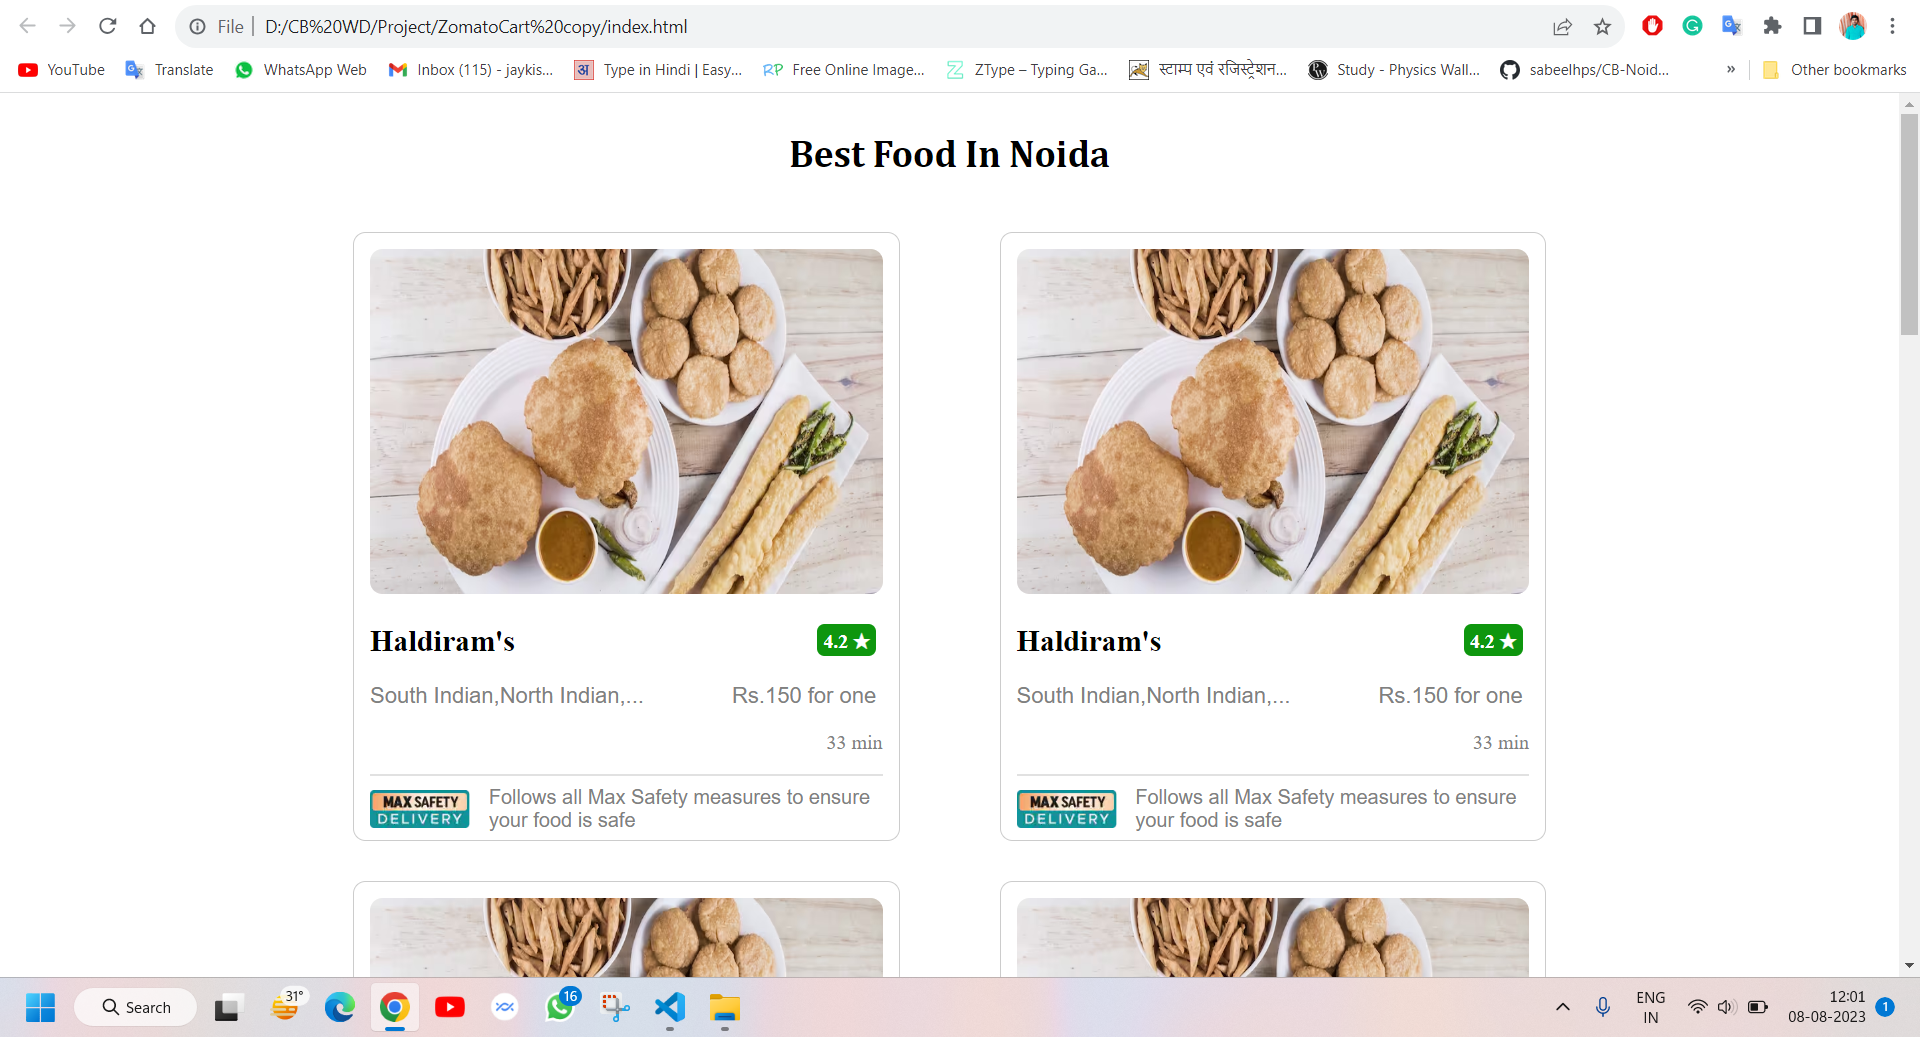 File | D:/CB%20WD/Project/ZomatoCart%20copy/index.html
YouTube Translate WhatsApp Web Inbox (115) - jaykis... Type in Hindi | Easy... Free Online Image... ZType – Typing Ga... स्टाम्प एवं रजिस्ट्रेशन... Study - Physics Wall... sabeelhps/CB-Noid... » Other bookmarks
Best Food In Noida
Haldiram's 4.2 ★
South Indian,North Indian,... Rs.150 for one
33 min
MAX SAFETY
DELIVERY
Follows all Max Safety measures to ensure
your food is safe
Haldiram's 4.2 ★
South Indian,North Indian,... Rs.150 for one
33 min
MAX SAFETY
DELIVERY
Follows all Max Safety measures to ensure
your food is safe
Search 31° 16
ENG
IN
12:01
08-08-2023
1